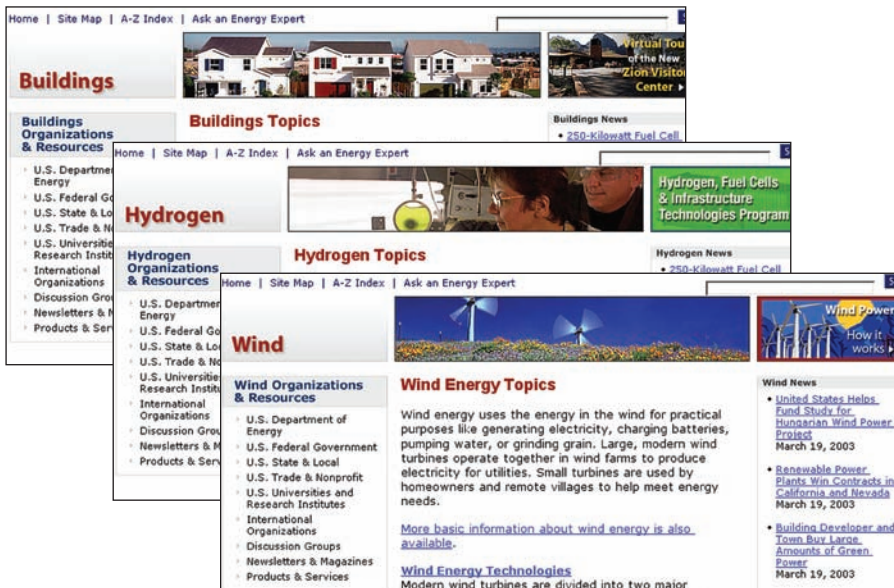 Home | Site Map | A-Z Index | Ask an Energy Expert
Buildings
Virtual Tou
of the New
Zion Visitor
Center
Buildings
Organizations
& Resources
Buildings Topics
Buildings News
250-Kilowatt Fuel Cell
U.S. Departme
Energy
U.S. Federal Go
U.S. State & Lo
U.S. Trade & N
U.S. Universitie
Research Instit
International
Organizations
Discussion Grou
Newsletters & M
Products & Serv
Home | Site Map | A-Z Index | Ask an Energy Expert
Hydrogen
Hydrogen, Fuel Cells
& Infrastructure
Technologies Program
Hydrogen
Organizations
& Resources
Hydrogen Topics
Hydrogen News
250-Kilowatt Fuel Cell
U.S. Departmen
Energy
U.S. Federal Go
U.S. State & Loc
U.S. Trade & No
U.S. Universitie
Research Institu
International
Organizations
Discussion Grou
Newsletters & M
Products & Serv
Home | Site Map | A-Z Index | Ask an Energy Expert
Wind
Wind Power
How it
works
Wind Organizations
& Resources
U.S. Department of
Energy
U.S. Federal Government
U.S. State & Local
U.S. Trade & Nonprofit
U.S. Universities and
Research Institutes
International
Organizations
Discussion Groups
Newsletters & Magazines
Products & Services
Wind Energy Topics
Wind energy uses the energy in the wind for practical
purposes like generating electricity, charging batteries,
pumping water, or grinding grain. Large, modern wind
turbines operate together in wind farms to produce
electricity for utilities. Small turbines are used by
homeowners and remote villages to help meet energy
needs.
More basic information about wind energy is also
available.
Wind Energy Technologies
Modern wind turbines are divided into two major
Wind News
United States Helps
Fund Study for
Hungarian Wind Power
Project
March 19, 2003
Renewable Power
Plants Win Contracts in
California and Nevada
March 19, 2003
Building Developer and
Town Buy Large
Amounts of Green
Power
March 19, 2003